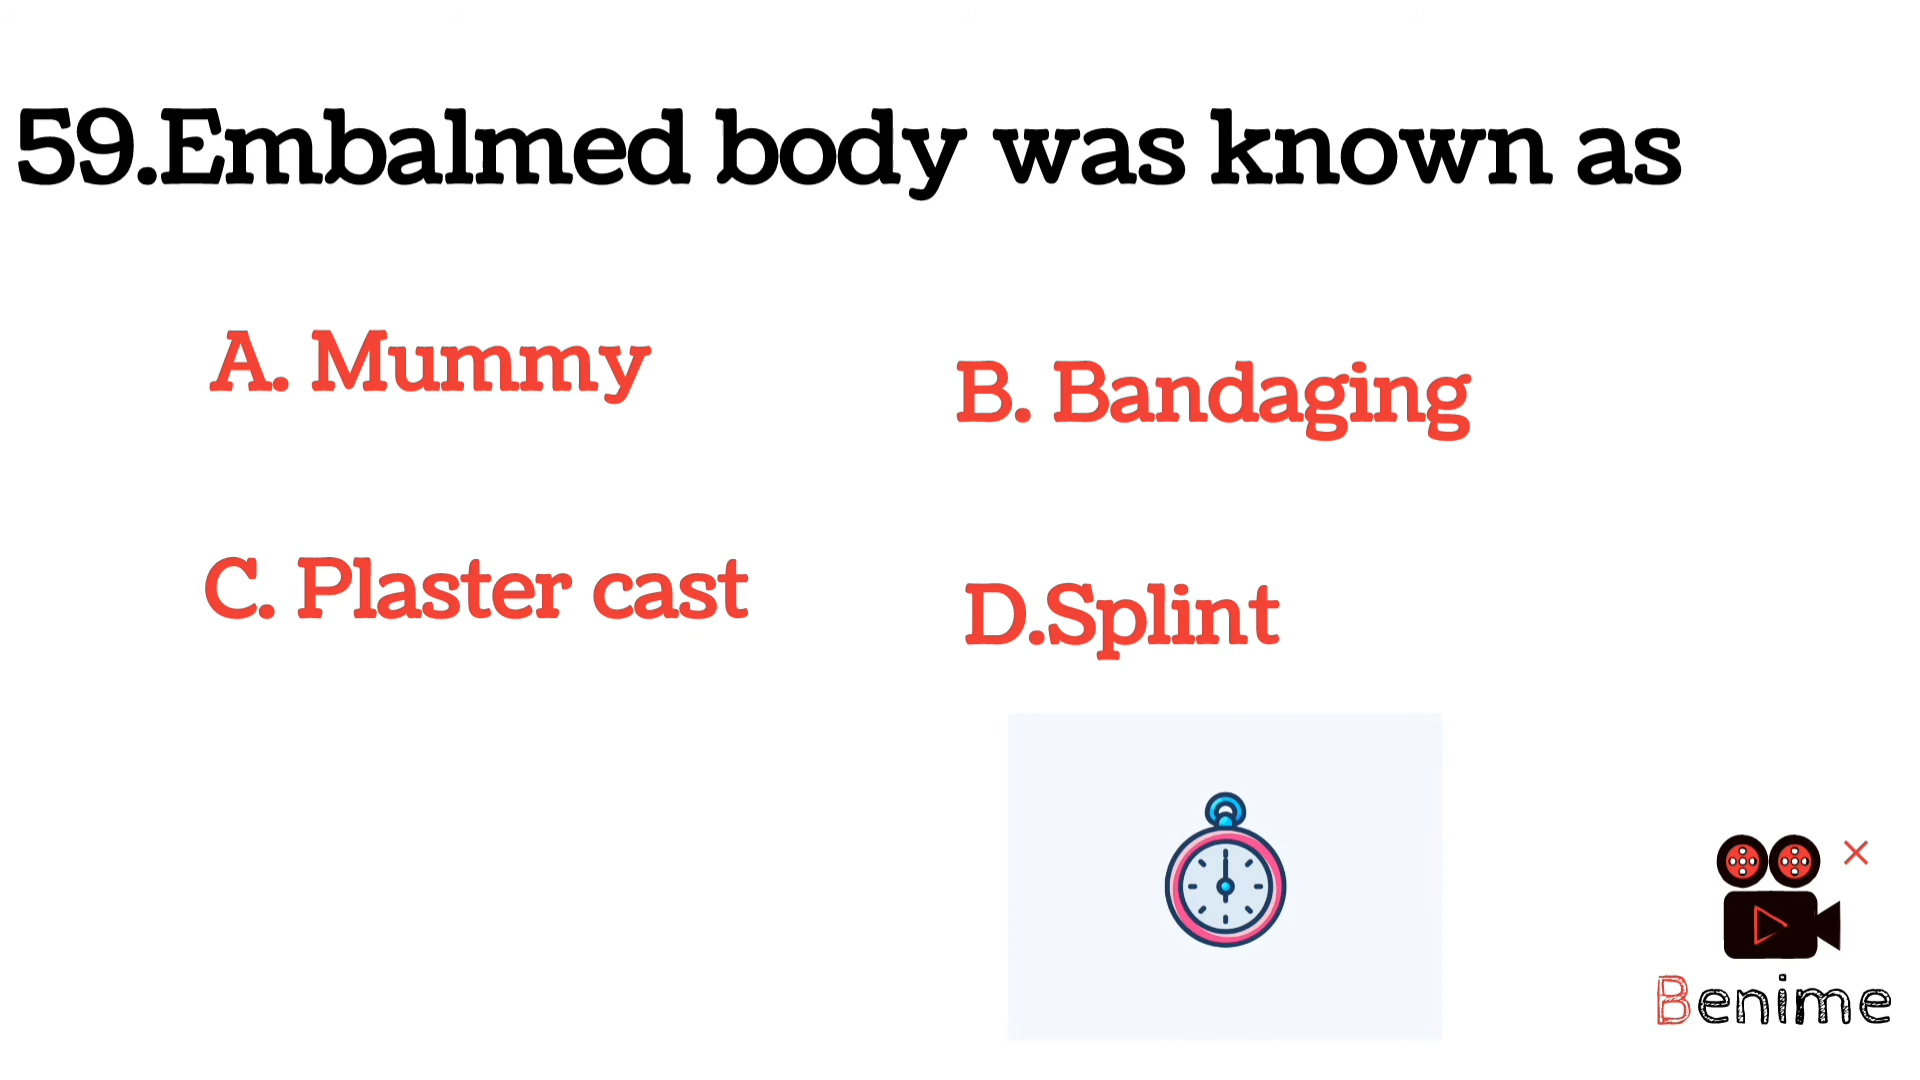 59.Embalmed body was known as
A. Mummy
B. Bandaging
C. Plaster cast
D.Splint
Benime